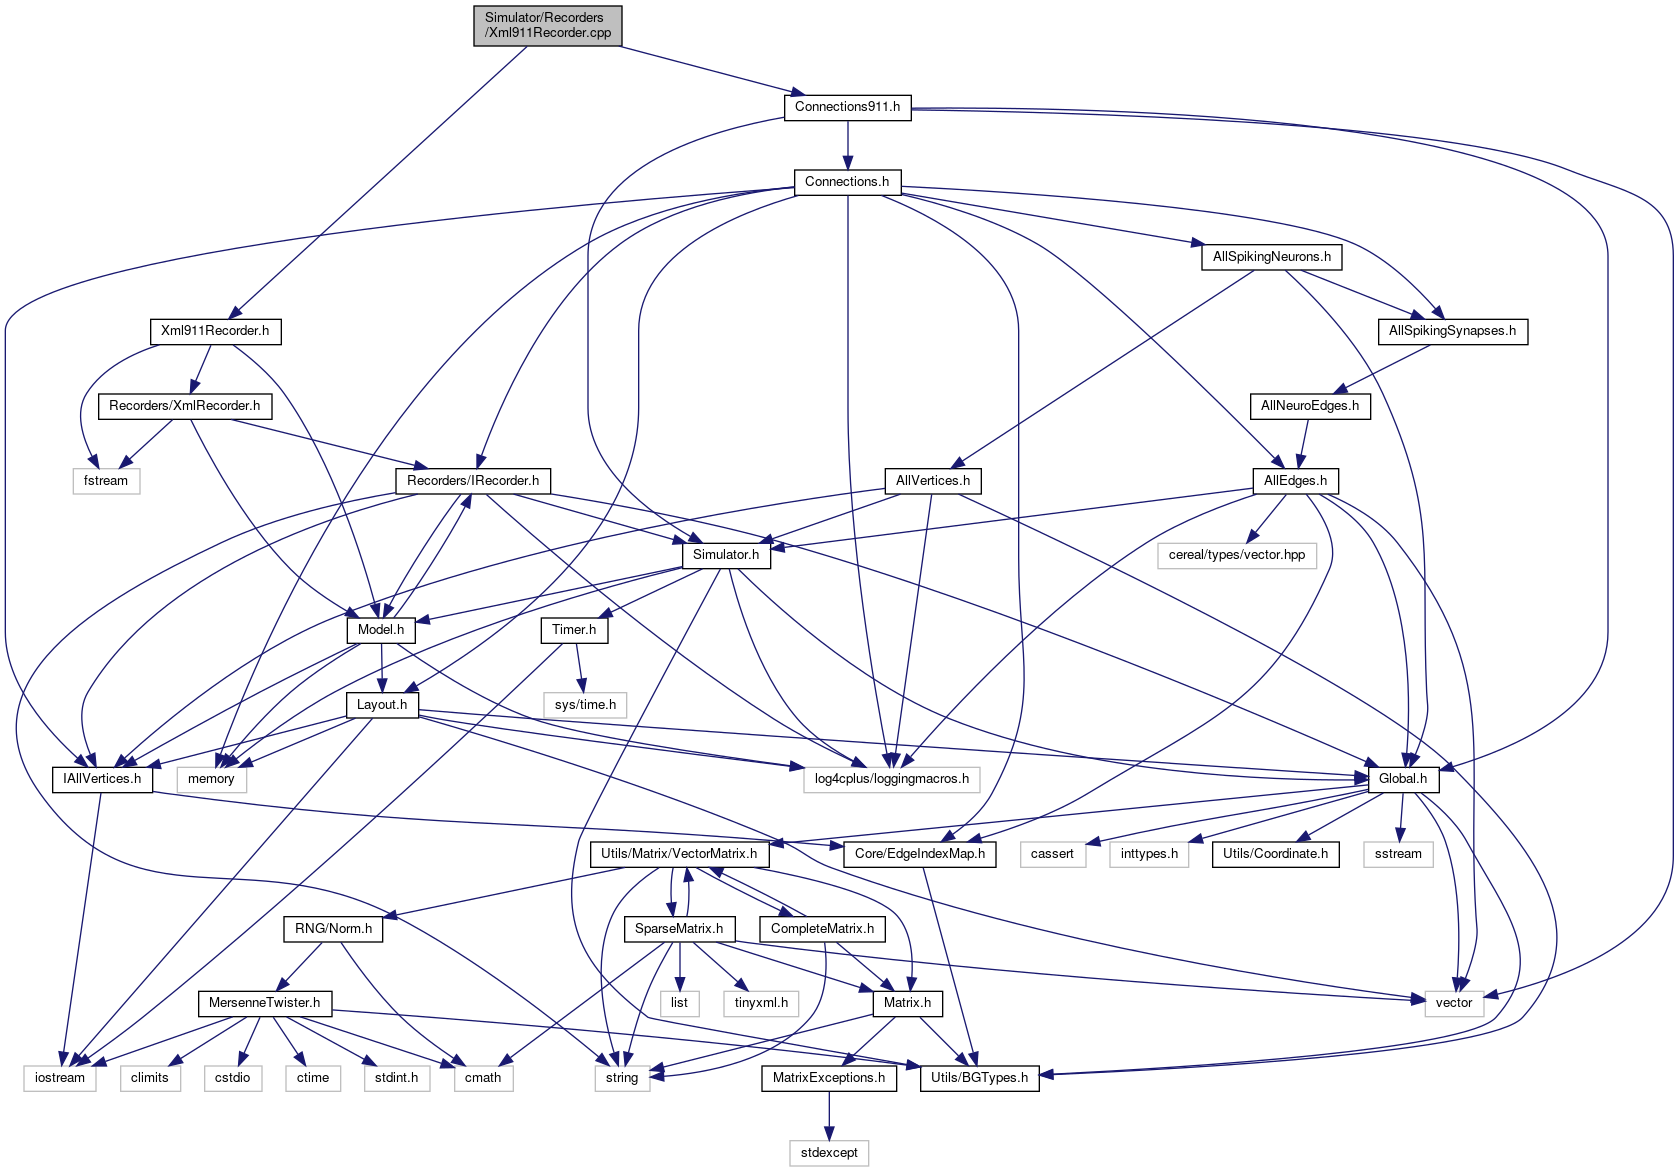 Simulator/Recorders
/Xml911Recorder.cpp
Connections911.h
Connections.h
AllSpikingNeurons.h
Xml911Recorder.h
AllSpikingSynapses.h
Recorders/XmlRecorder.h
AllNeuroEdges.h
fstream
Recorders/IRecorder.h
AllVertices.h
AllEdges.h
Simulator.h
cereal/types/vector.hpp
Model.h
Timer.h
Layout.h
sys/time.h
IAllVertices.h
memory
log4cplus/loggingmacros.h
Global.h
Utils/Matrix/VectorMatrix.h
Core/EdgeIndexMap.h
cassert
inttypes.h
Utils/Coordinate.h
sstream
RNG/Norm.h
SparseMatrix.h
CompleteMatrix.h
MersenneTwister.h
list
tinyxml.h
Matrix.h
vector
iostream
climits
cstdio
ctime
stdint.h
cmath
string
MatrixExceptions.h
Utils/BGTypes.h
stdexcept